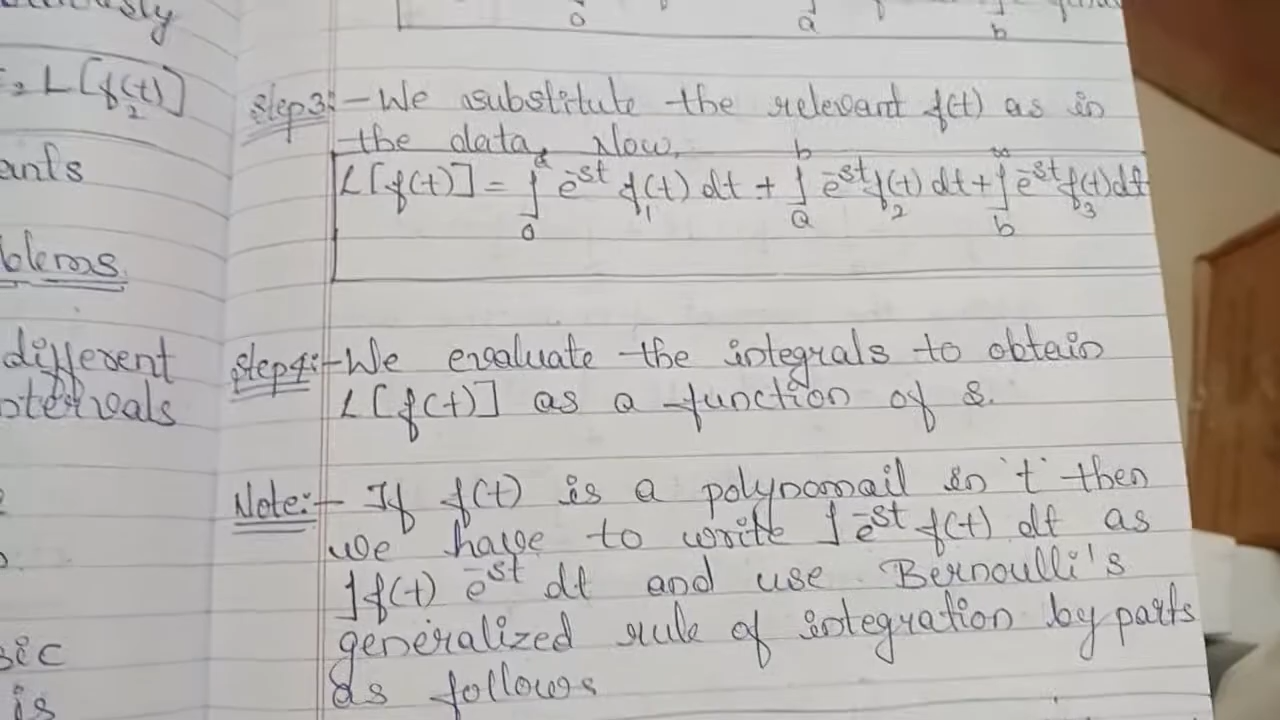 = L[f₂(t)]
ants
blems
different
ntervals
sic
is
0 a b
Step3:- We substitute the relevant f(t) as in
the data, Now,
L[f(t)] = ∫₀ᵃ e⁻ˢᵗ f₁(t) dt + ∫ₐᵇ e⁻ˢᵗ f₂(t) dt + ∫ᵇ^∞ e⁻ˢᵗ f₃(t) dt
Step4:- We evaluate the integrals to obtain
L[f(t)] as a function of s.
Note:- If f(t) is a polynomail in 't' then
we have to write ∫e⁻ˢᵗ f(t) dt as
∫f(t) e⁻ˢᵗ dt and use Bernoulli's
generalized rule of integration by parts
as follows